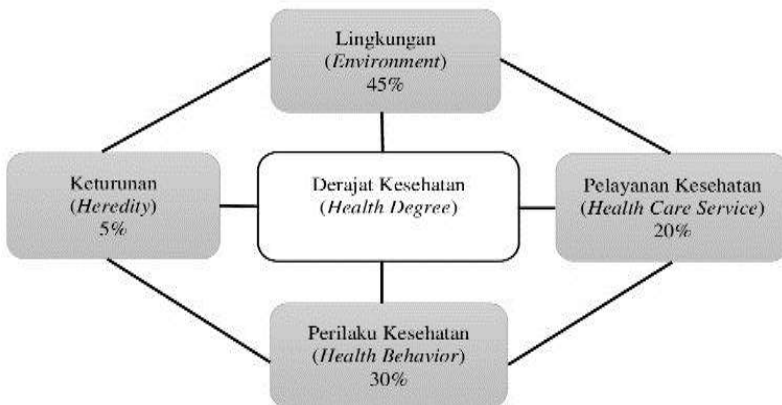 Lingkungan
(Environment)
45%
Keturunan
(Heredity)
5%
Derajat Kesehatan
(Health Degree)
Pelayanan Kesehatan
(Health Care Service)
20%
Perilaku Kesehatan
(Health Behavior)
30%